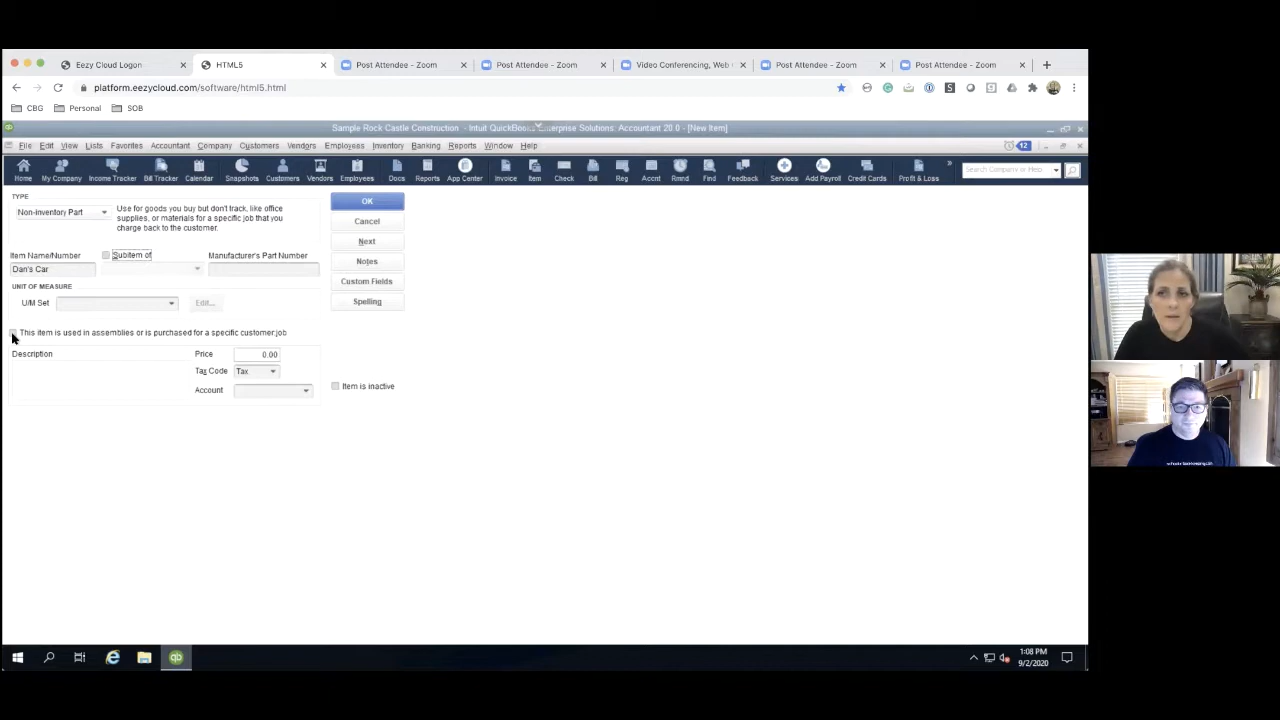 Eezy Cloud Logon
HTML5
Post Attendee - Zoom
Post Attendee - Zoom
Video Conferencing, Web
Post Attendee - Zoom
Post Attendee - Zoom
platform.eezycloud.com/software/html5.html
CBG
Personal
SOB
Sample Rock Castle Construction - Intuit QuickBooks Enterprise Solutions: Accountant 20.0 - [New Item]
File Edit View Lists Favorites Accountant Company Customers Employees Vendors Inventory Banking Reports Window Help
12
Home My Company Income Tracker Bill Tracker Calendar Snapshots Customers Vendors Employees Docs Reports App Center Invoice Item Check Bill Reg Accnt Rmnd Find Feedback Services Add Payroll Credit Cards Profit & Loss
Search Company or Help
TYPE
Non-inventory Part
Use for goods you buy but don't track, like office
supplies, or materials for a specific job that you
charge back to the customer.
OK
Cancel
Next
Notes
Custom Fields
Spelling
Item Name/Number
Subitem of
Manufacturer's Part Number
Dan's Car
UNIT OF MEASURE
U/M Set
Edit...
This item is used in assemblies or is purchased for a specific customer:job
Description
Price
0.00
Tax Code
Tax
Account
Item is inactive
1:08 PM
9/2/2020